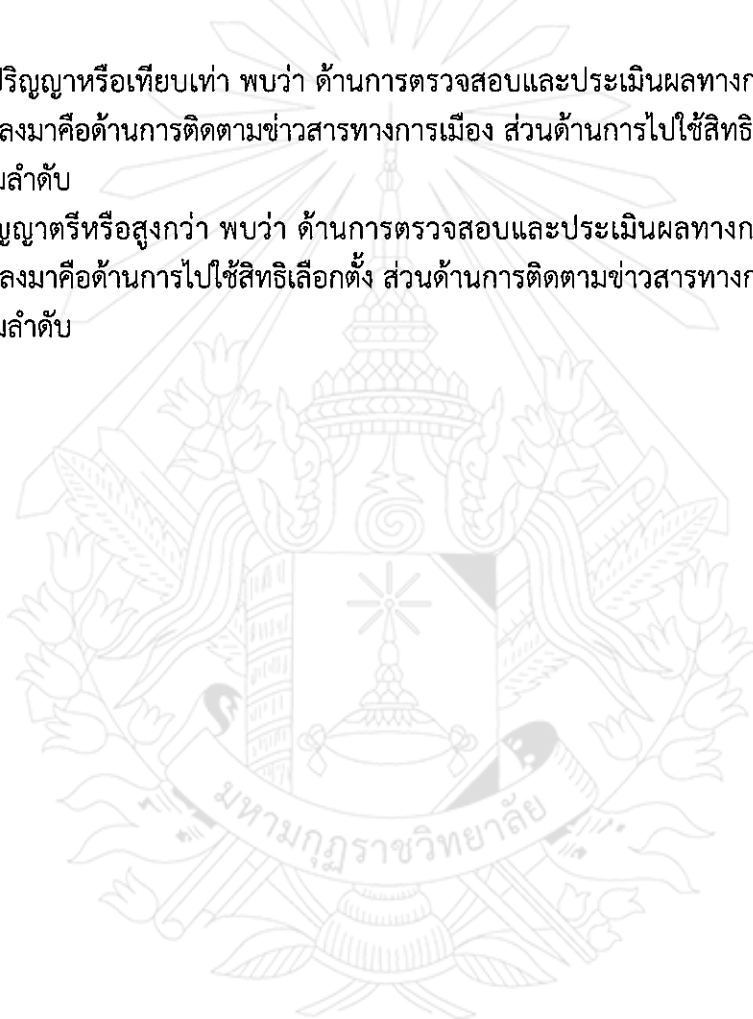 ปริญญาหรือเทียบเท่า พบว่า ด้านการตรวจสอบและประเมินผลทาง
ลงมาคือด้านการติดตามข่าวสารทางการเมือง ส่วนด้านการไปใช้สิทธิ
มลำดับ
ญญาตรีหรือสูงกว่า พบว่า ด้านการตรวจสอบและประเมินผลทาง
ลงมาคือด้านการไปใช้สิทธิเลือกตั้ง ส่วนด้านการติดตามข่าวสารทาง
มลำดับ
มหามกุฏราชวิทยาลัย